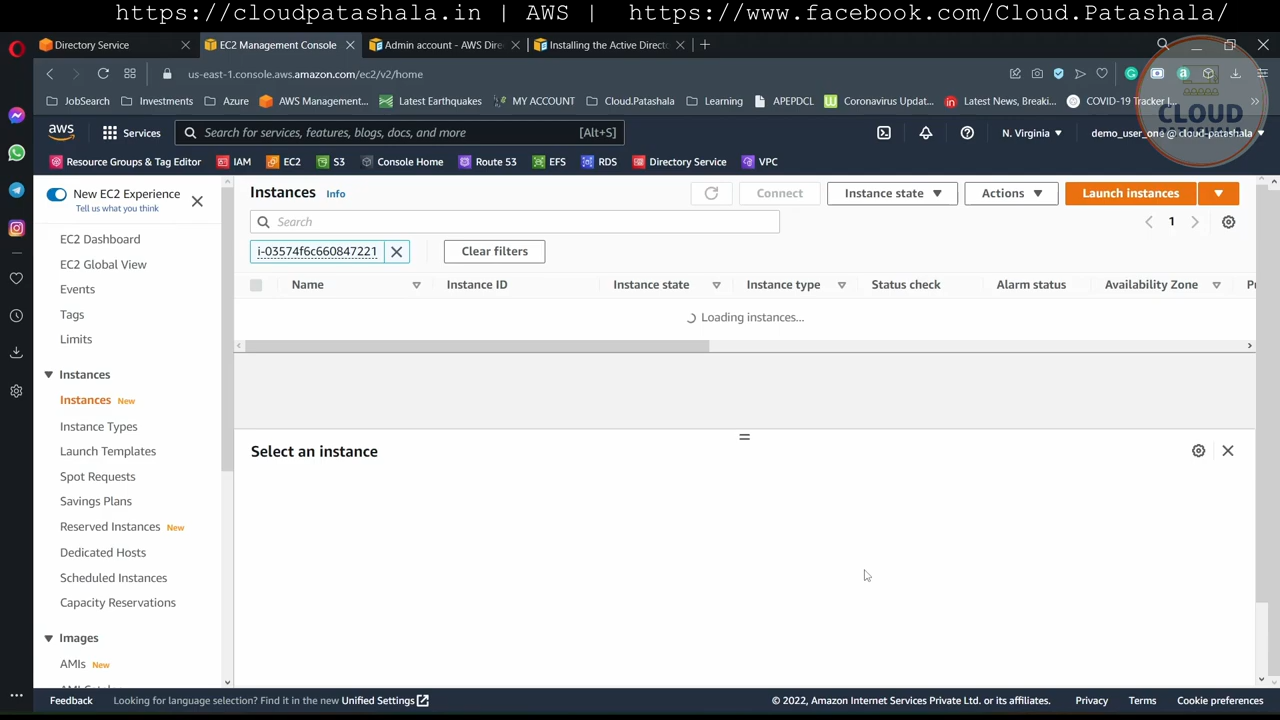 https://cloudpatashala.in | AWS | https://www.facebook.com/Cloud.Patashala/
Directory Service
EC2 Management Console
Admin account - AWS Dire
Installing the Active Directo
us-east-1.console.aws.amazon.com/ec2/v2/home
JobSearch
Investments
Azure
AWS Management...
Latest Earthquakes
MY ACCOUNT
Cloud.Patashala
Learning
APEPDCL
Coronavirus Updat...
Latest News, Breaki...
COVID-19 Tracker |
CLOUD
PATASHALA
aws
Services
Search for services, features, blogs, docs, and more
[Alt+S]
N. Virginia
demo_user_one @ cloud-patashala
Resource Groups & Tag Editor
IAM
EC2
S3
Console Home
Route 53
EFS
RDS
Directory Service
VPC
New EC2 Experience
Tell us what you think
EC2 Dashboard
EC2 Global View
Events
Tags
Limits
Instances
Instances New
Instance Types
Launch Templates
Spot Requests
Savings Plans
Reserved Instances New
Dedicated Hosts
Scheduled Instances
Capacity Reservations
Images
AMIs New
Instances Info
Connect
Instance state
Actions
Launch instances
Search
1
i-03574f6c660847221
Clear filters
Name
Instance ID
Instance state
Instance type
Status check
Alarm status
Availability Zone
Loading instances...
Select an instance
Feedback
Looking for language selection? Find it in the new Unified Settings
© 2022, Amazon Internet Services Private Ltd. or its affiliates.
Privacy
Terms
Cookie preferences